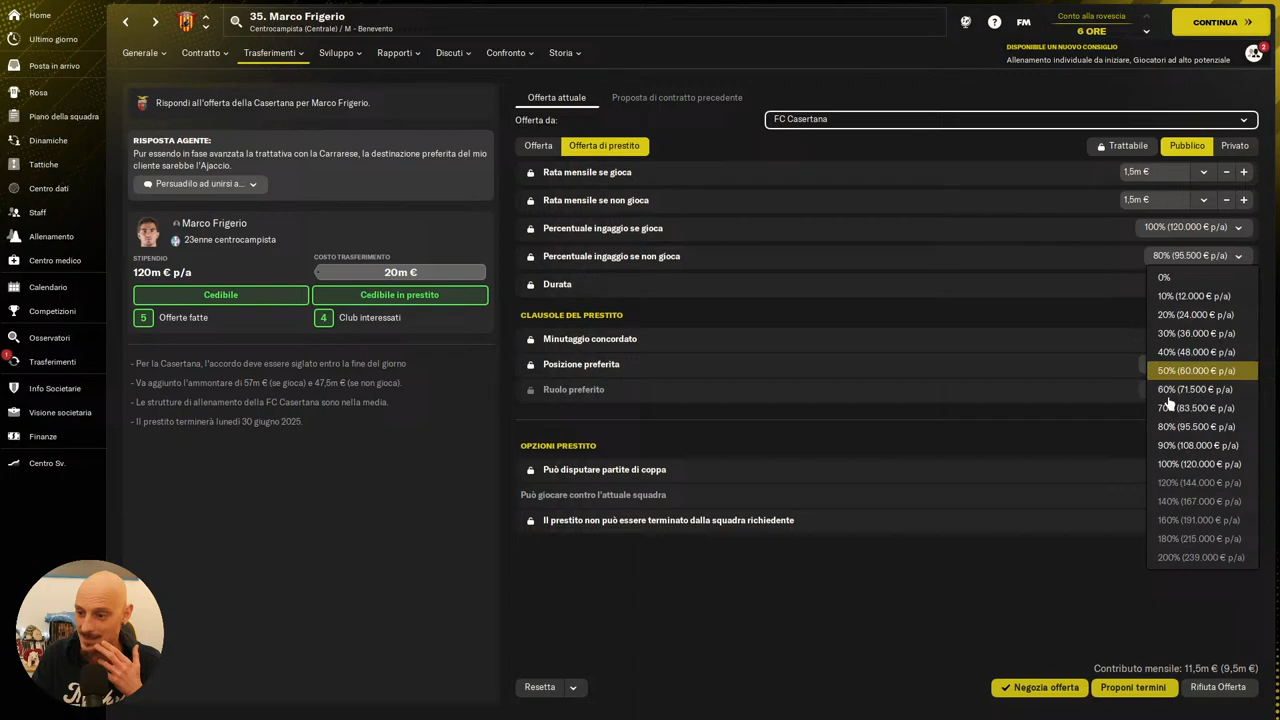 Home
Ultimo giorno
Posta in arrivo
Rosa
Piano della squadra
Dinamiche
Tattiche
Centro dati
Staff
Allenamento
Centro medico
Calendario
Competizioni
Osservatori
1
Trasferimenti
Info Societarie
Visione societaria
Finanze
Centro Sv.
35. Marco Frigerio
Centrocampista (Centrale) / M - Benevento
?
FM
Conto alla rovescia
6 ORE
CONTINUA
DISPONIBILE UN NUOVO CONSIGLIO
Allenamento individuale da iniziare, Giocatori ad alto potenziale
2
Generale
Contratto
Trasferimenti
Sviluppo
Rapporti
Discuti
Confronto
Storia
Rispondi all'offerta della Casertana per Marco Frigerio.
RISPOSTA AGENTE:
Pur essendo in fase avanzata la trattativa con la Carrarese, la destinazione preferita del mio
cliente sarebbe l'Ajaccio.
Persuadilo ad unirsi a...
Marco Frigerio
23enne centrocampista
STIPENDIO
120m € p/a
COSTO TRASFERIMENTO
20m €
Cedibile
Cedibile in prestito
5 Offerte fatte
4 Club interessati
- Per la Casertana, l'accordo deve essere siglato entro la fine del giorno
- Va aggiunto l'ammontare di 57m € (se gioca) e 47,5m € (se non gioca).
- Le strutture di allenamento della FC Casertana sono nella media.
- Il prestito terminerà lunedì 30 giugno 2025.
Offerta attuale
Proposta di contratto precedente
Offerta da:
FC Casertana
Offerta
Offerta di prestito
Trattabile
Pubblico
Privato
Rata mensile se gioca
1,5m €
Rata mensile se non gioca
1,5m €
Percentuale ingaggio se gioca
100% (120.000 € p/a)
Percentuale ingaggio se non gioca
80% (95.500 € p/a)
Durata
CLAUSOLE DEL PRESTITO
Minutaggio concordato
Posizione preferita
Ruolo preferito
OPZIONI PRESTITO
Può disputare partite di coppa
Può giocare contro l'attuale squadra
Il prestito non può essere terminato dalla squadra richiedente
0%
10% (12.000 € p/a)
20% (24.000 € p/a)
30% (36.000 € p/a)
40% (48.000 € p/a)
50% (60.000 € p/a)
60% (71.500 € p/a)
70% (83.500 € p/a)
80% (95.500 € p/a)
90% (108.000 € p/a)
100% (120.000 € p/a)
120% (144.000 € p/a)
140% (167.000 € p/a)
160% (191.000 € p/a)
180% (215.000 € p/a)
200% (239.000 € p/a)
Contributo mensile: 11,5m € (9,5m €)
Resetta
Negozia offerta
Proponi termini
Rifiuta Offerta